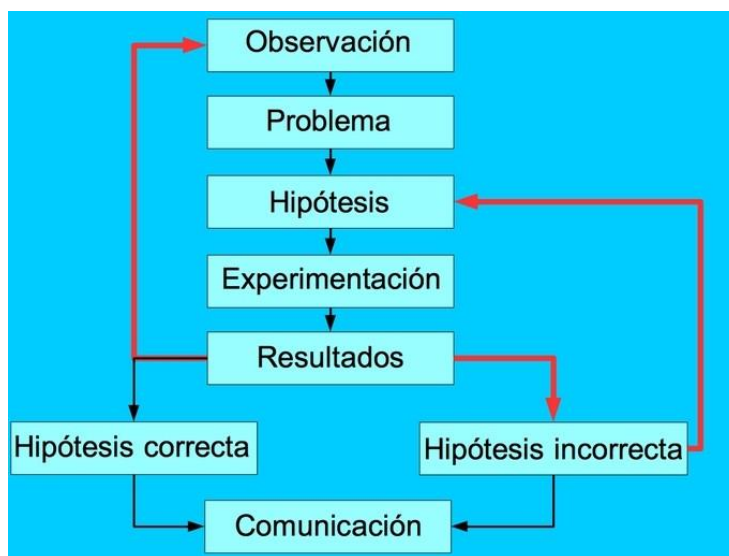 Observación
Problema
Hipótesis
Experimentación
Resultados
Hipótesis correcta
Hipótesis incorrecta
Comunicación